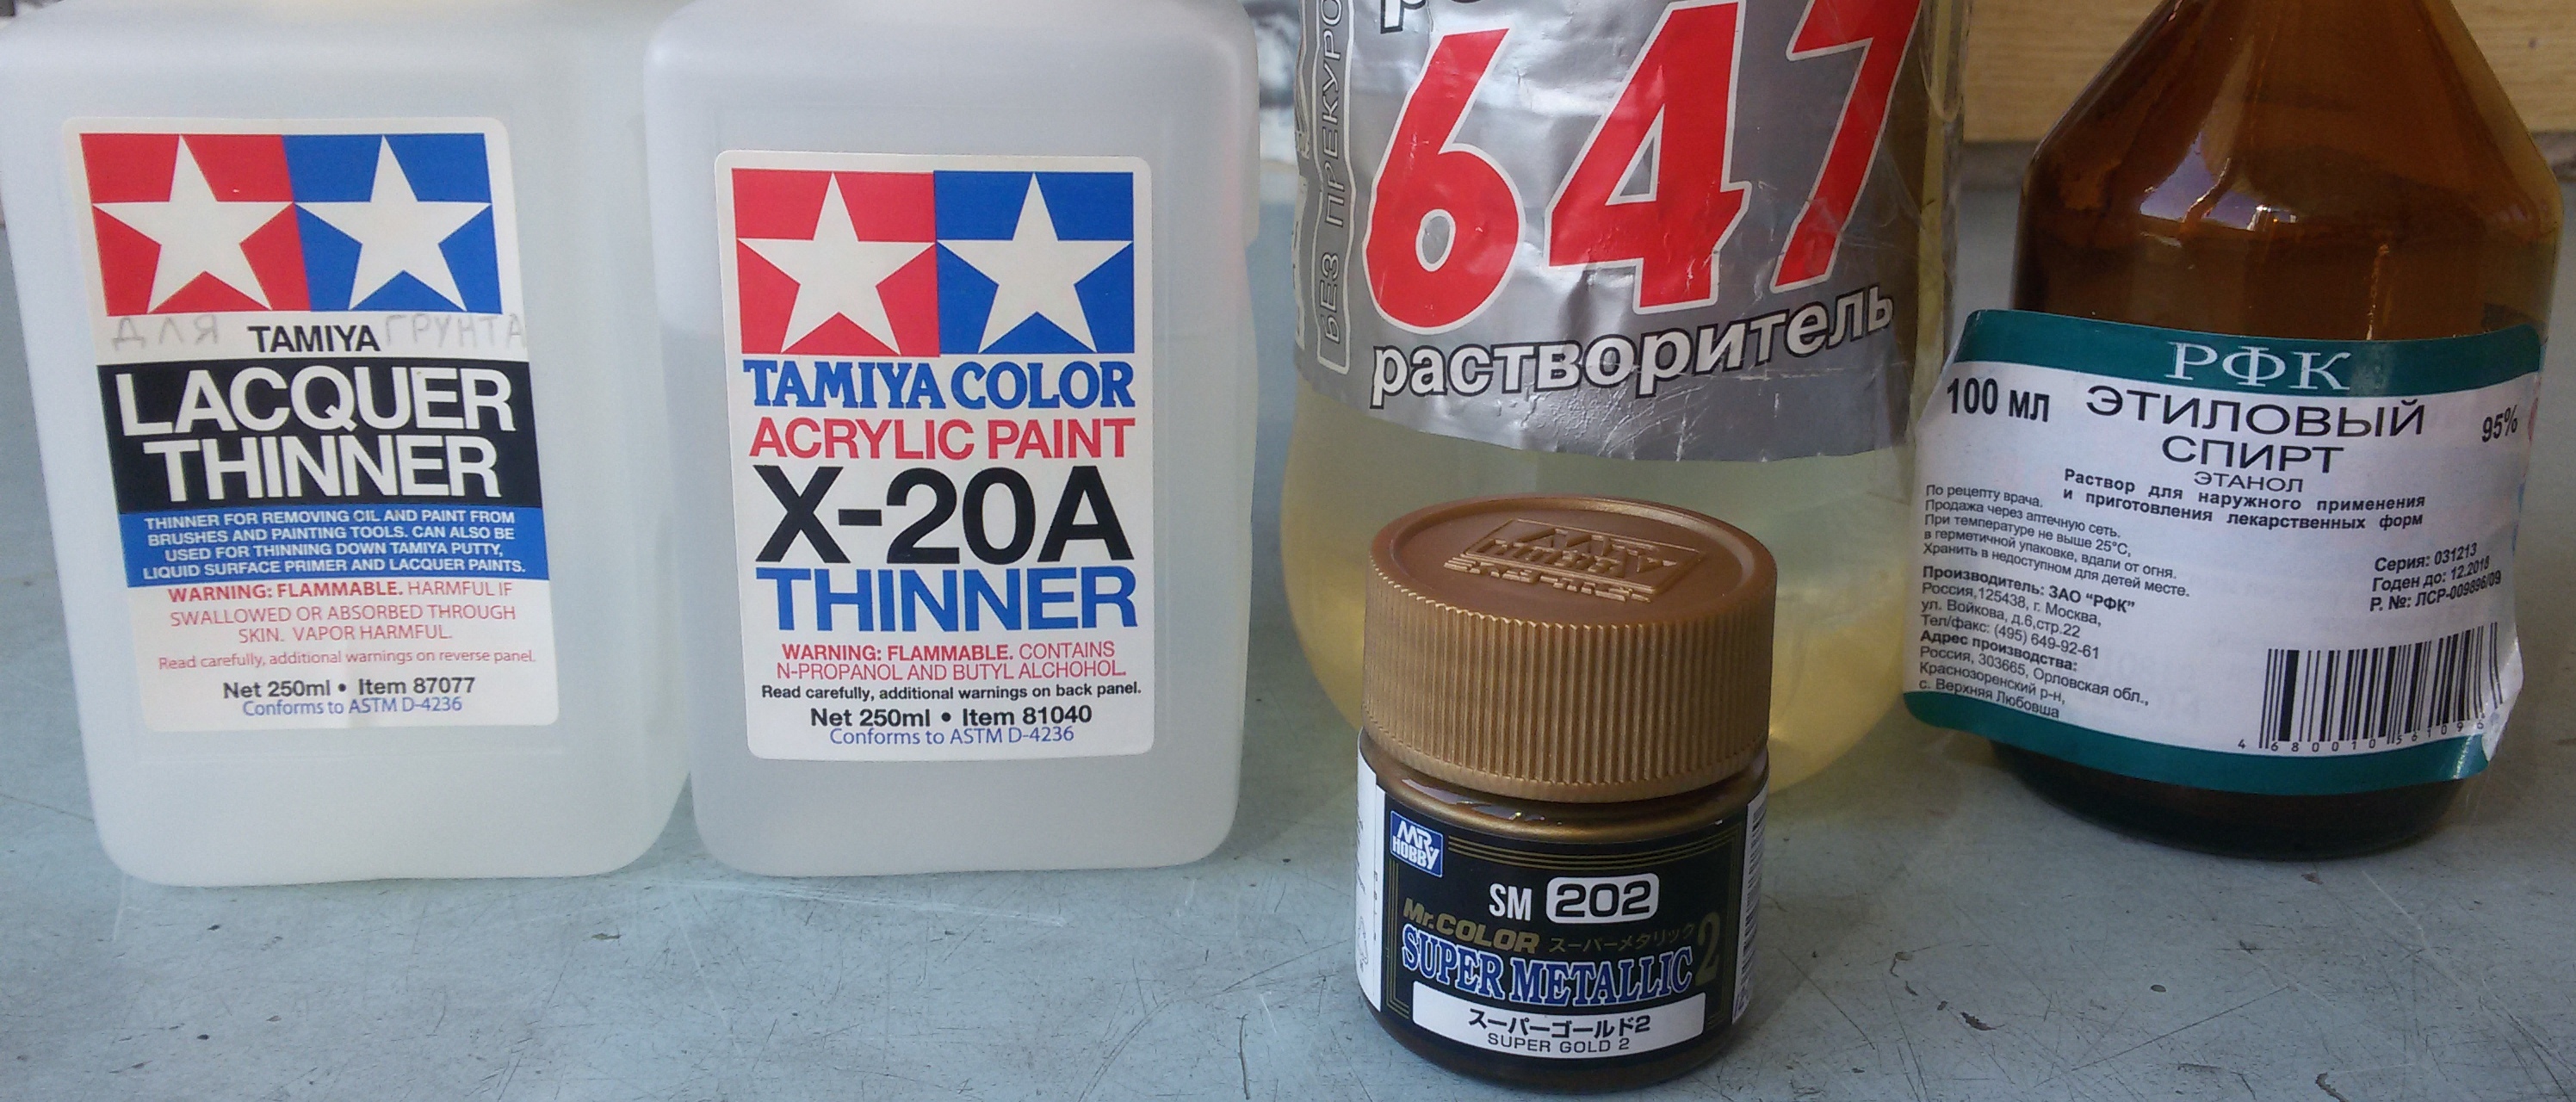 ДЛЯ TAMIYA ГРУНТА
LACQUER
THINNER
THINNER FOR REMOVING OIL AND PAINT FROM
BRUSHES AND PAINTING TOOLS. CAN ALSO BE
USED FOR THINNING DOWN TAMIYA PUTTY,
LIQUID SURFACE PRIMER AND LACQUER PAINTS.
WARNING: FLAMMABLE. HARMFUL IF
SWALLOWED OR ABSORBED THROUGH
SKIN. VAPOR HARMFUL.
Read carefully, additional warnings on reverse panel.
Net 250ml • Item 87077
Conforms to ASTM D-4236
TAMIYA COLOR
ACRYLIC PAINT
X-20A
THINNER
WARNING: FLAMMABLE. CONTAINS
N-PROPANOL AND BUTYL ALCHOHOL.
Read carefully, additional warnings on back panel.
Net 250ml • Item 81040
Conforms to ASTM D-4236
БЕЗ ПРЕКУРО
647
растворитель
MR.
HOBBY
SM 202
Mr.COLOR スーパーメタリック2
SUPER METALLIC
スーパーゴールド2
SUPER GOLD 2
РФК
100 мл ЭТИЛОВЫЙ 95%
СПИРТ
ЭТАНОЛ
Раствор для наружного применения
и приготовления лекарственных форм
По рецепту врача.
Продажа через аптечную сеть.
При температуре не выше 25°С,
в герметичной упаковке, вдали от огня.
Хранить в недоступном для детей месте.
Производитель: ЗАО "РФК"
Россия,125438, г. Москва,
ул. Войкова, д.6,стр.22
Тел/факс: (495) 649-92-61
Адрес производства:
Россия, 303665, Орловская обл.,
Краснозоренский р-н,
с. Верхняя Любовша
Серия: 031213
Годен до: 12.2018
Р. №: ЛСР-009896/09
4 680010 561096